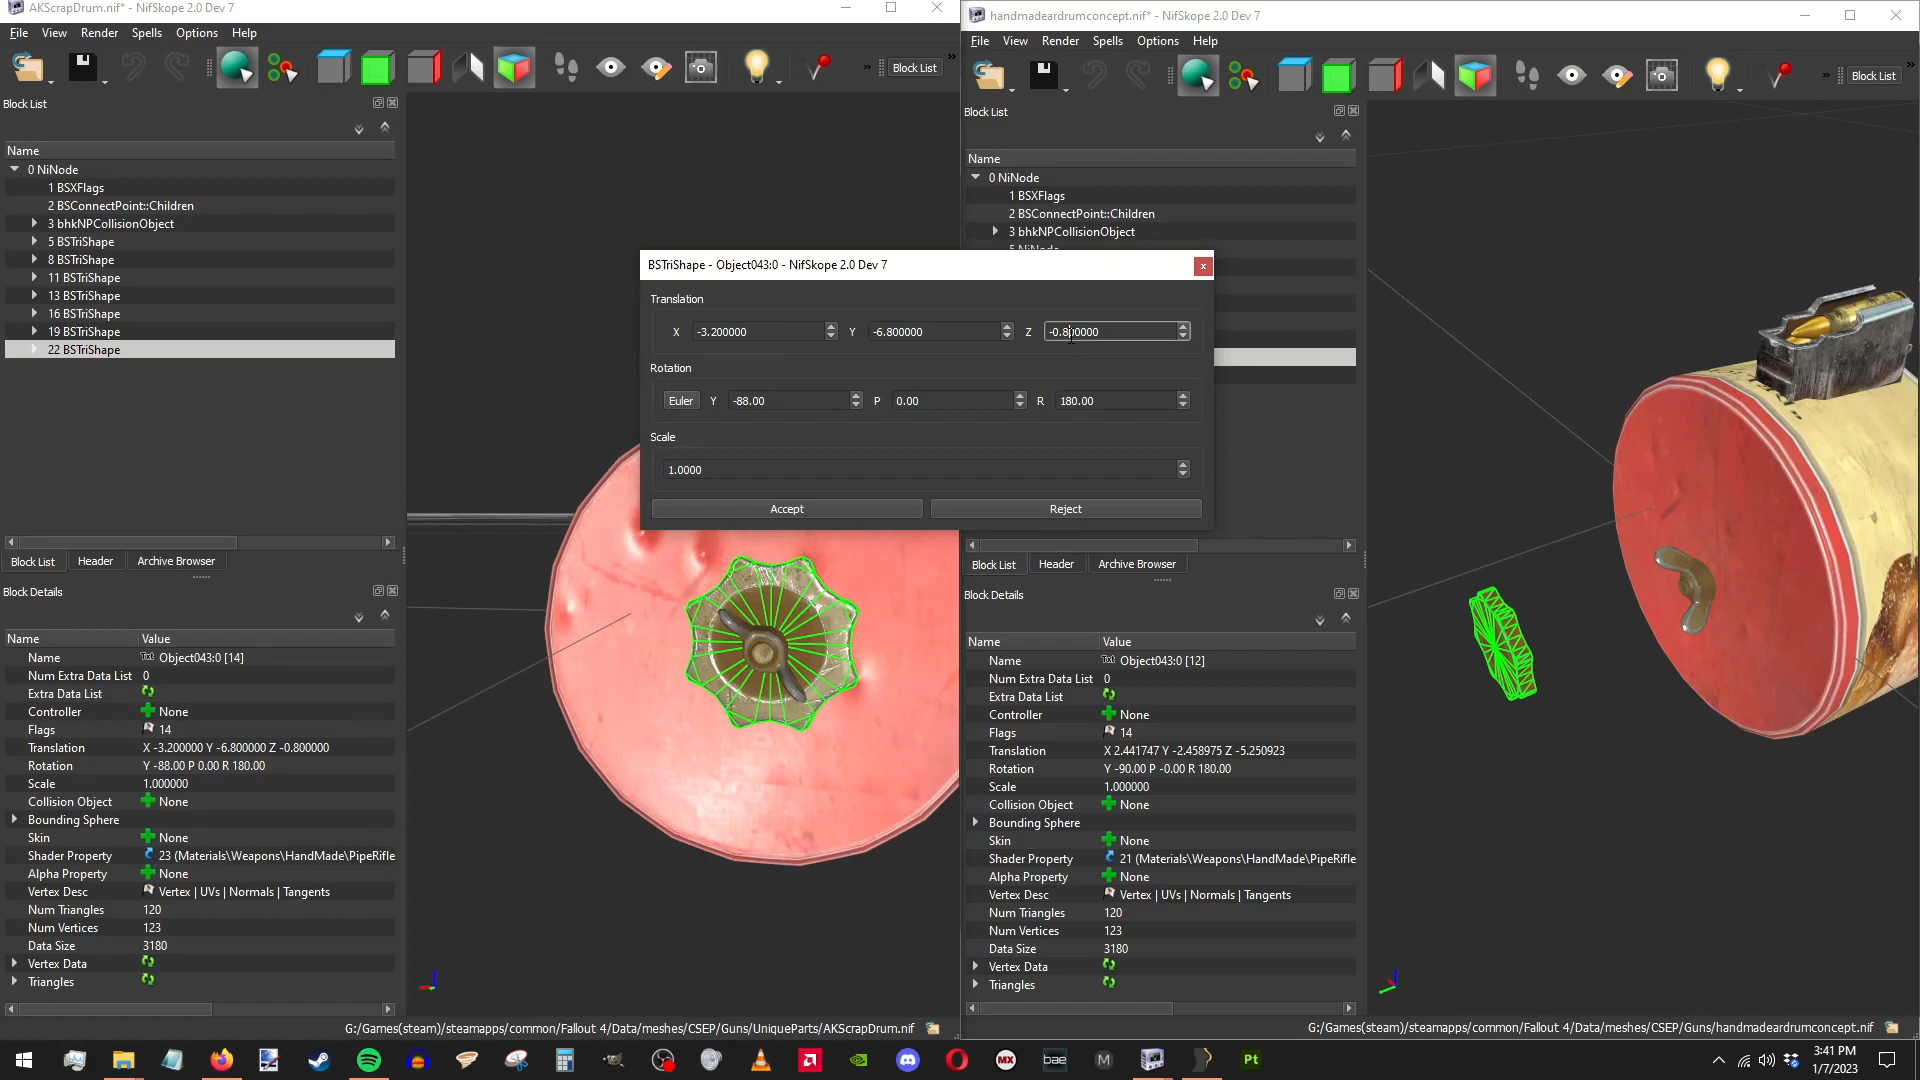 AKScrapDrum.nif* - NifSkope 2.0 Dev 7
File View Render Spells Options Help
Block List
Block List
Name
0 NiNode
1 BSXFlags
2 BSConnectPoint::Children
3 bhkNPCollisionObject
5 BSTriShape
8 BSTriShape
11 BSTriShape
13 BSTriShape
16 BSTriShape
19 BSTriShape
22 BSTriShape
Block List Header Archive Browser
Block Details
Name Value
Name Txt Object043:0 [14]
Num Extra Data List 0
Extra Data List
Controller None
Flags 14
Translation X -3.200000 Y -6.800000 Z -0.800000
Rotation Y -88.00 P 0.00 R 180.00
Scale 1.000000
Collision Object None
Bounding Sphere
Skin None
Shader Property 23 (Materials\Weapons\HandMade\PipeRifle
Alpha Property None
Vertex Desc Vertex | UVs | Normals | Tangents
Num Triangles 120
Num Vertices 123
Data Size 3180
Vertex Data
Triangles
G:/Games(steam)/steamapps/common/Fallout 4/Data/meshes/CSEP/Guns/UniqueParts/AKScrapDrum.nif
BSTriShape - Object043:0 - NifSkope 2.0 Dev 7
x
Translation
X -3.200000 Y -6.800000 Z -0.800000
Rotation
Euler Y -88.00 P 0.00 R 180.00
Scale
1.0000
Accept Reject
handmadeardrumconcept.nif* - NifSkope 2.0 Dev 7
File View Render Spells Options Help
Block List
Block List
Name
0 NiNode
1 BSXFlags
2 BSConnectPoint::Children
3 bhkNPCollisionObject
5 NiNode
Block List Header Archive Browser
Block Details
Name Value
Name Txt Object043:0 [12]
Num Extra Data List 0
Extra Data List
Controller None
Flags 14
Translation X 2.441747 Y -2.458975 Z -5.250923
Rotation Y -90.00 P -0.00 R 180.00
Scale 1.000000
Collision Object None
Bounding Sphere
Skin None
Shader Property 21 (Materials\Weapons\HandMade\PipeRifle
Alpha Property None
Vertex Desc Vertex | UVs | Normals | Tangents
Num Triangles 120
Num Vertices 123
Data Size 3180
Vertex Data
Triangles
G:/Games(steam)/steamapps/common/Fallout 4/Data/meshes/CSEP/Guns/handmadeardrumconcept.nif
MX bae M Pt
3:41 PM
1/7/2023